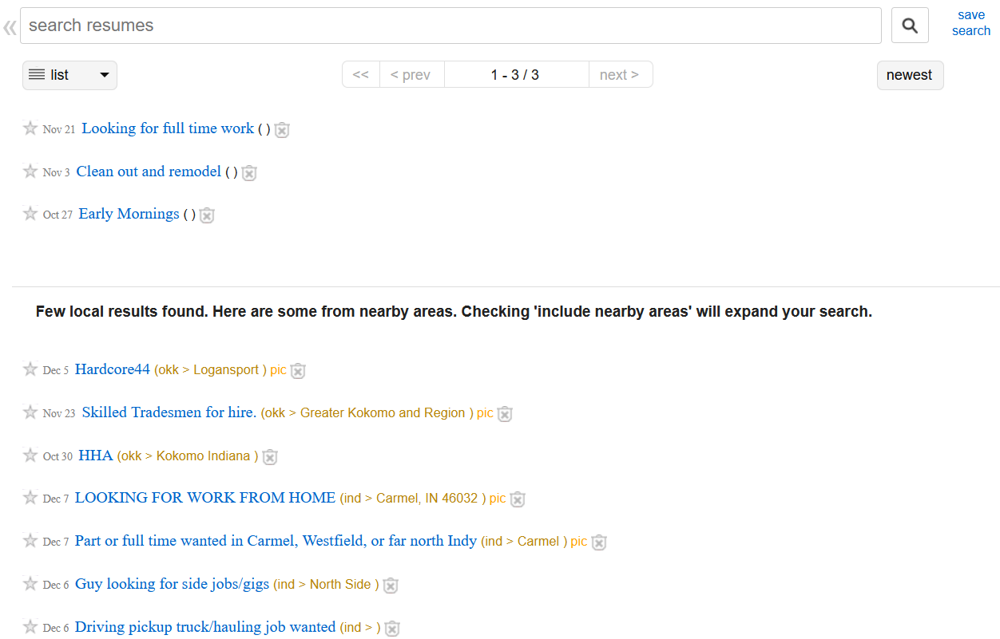 « search resumes save
search
list << < prev 1 - 3 / 3 next > newest
Nov 21 Looking for full time work ( )
Nov 3 Clean out and remodel ( )
Oct 27 Early Mornings ( )
Few local results found. Here are some from nearby areas. Checking 'include nearby areas' will expand your search.
Dec 5 Hardcore44 (okk > Logansport ) pic
Nov 23 Skilled Tradesmen for hire. (okk > Greater Kokomo and Region ) pic
Oct 30 HHA (okk > Kokomo Indiana )
Dec 7 LOOKING FOR WORK FROM HOME (ind > Carmel, IN 46032 ) pic
Dec 7 Part or full time wanted in Carmel, Westfield, or far north Indy (ind > Carmel ) pic
Dec 6 Guy looking for side jobs/gigs (ind > North Side )
Dec 6 Driving pickup truck/hauling job wanted (ind > )